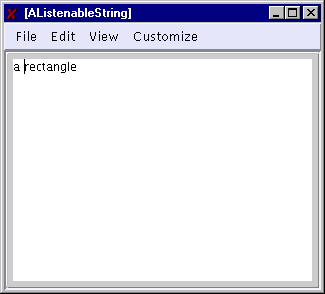 [AListenableString]
File Edit View Customize
a rectangle